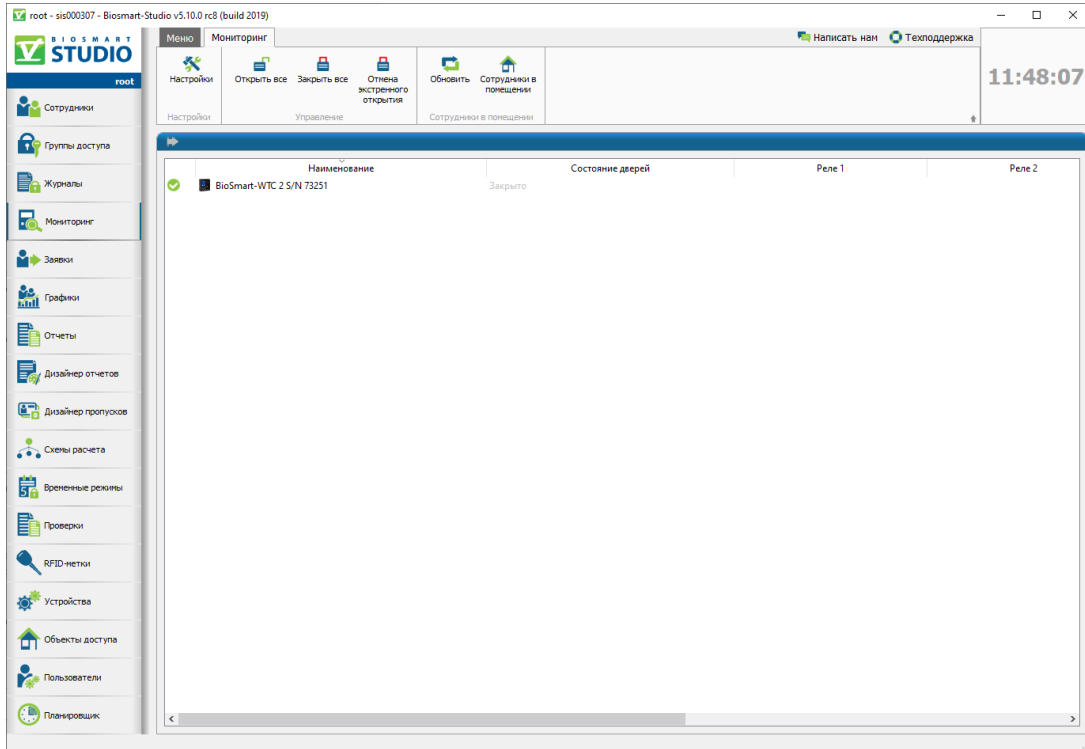 root - sis000307 - Biosmart-Studio v5.10.0 rc8 (build 2019)
BIOSMART
STUDIO
root
Меню
Мониторинг
Написать нам
Техподдержка
11:48:07
Настройки
Открыть все
Закрыть все
Отмена
экстренного
открытия
Обновить
Сотрудники в
помещении
Настройки
Управление
Сотрудники в помещении
Сотрудники
Группы доступа
Журналы
Мониторинг
Заявки
Графики
Отчеты
Дизайнер отчетов
Дизайнер пропусков
Схемы расчета
Временные режимы
Проверки
RFID-метки
Устройства
Объекты доступа
Пользователи
Планировщик
Наименование
Состояние дверей
Реле 1
Реле 2
BioSmart-WTC 2 S/N 73251
Закрыто